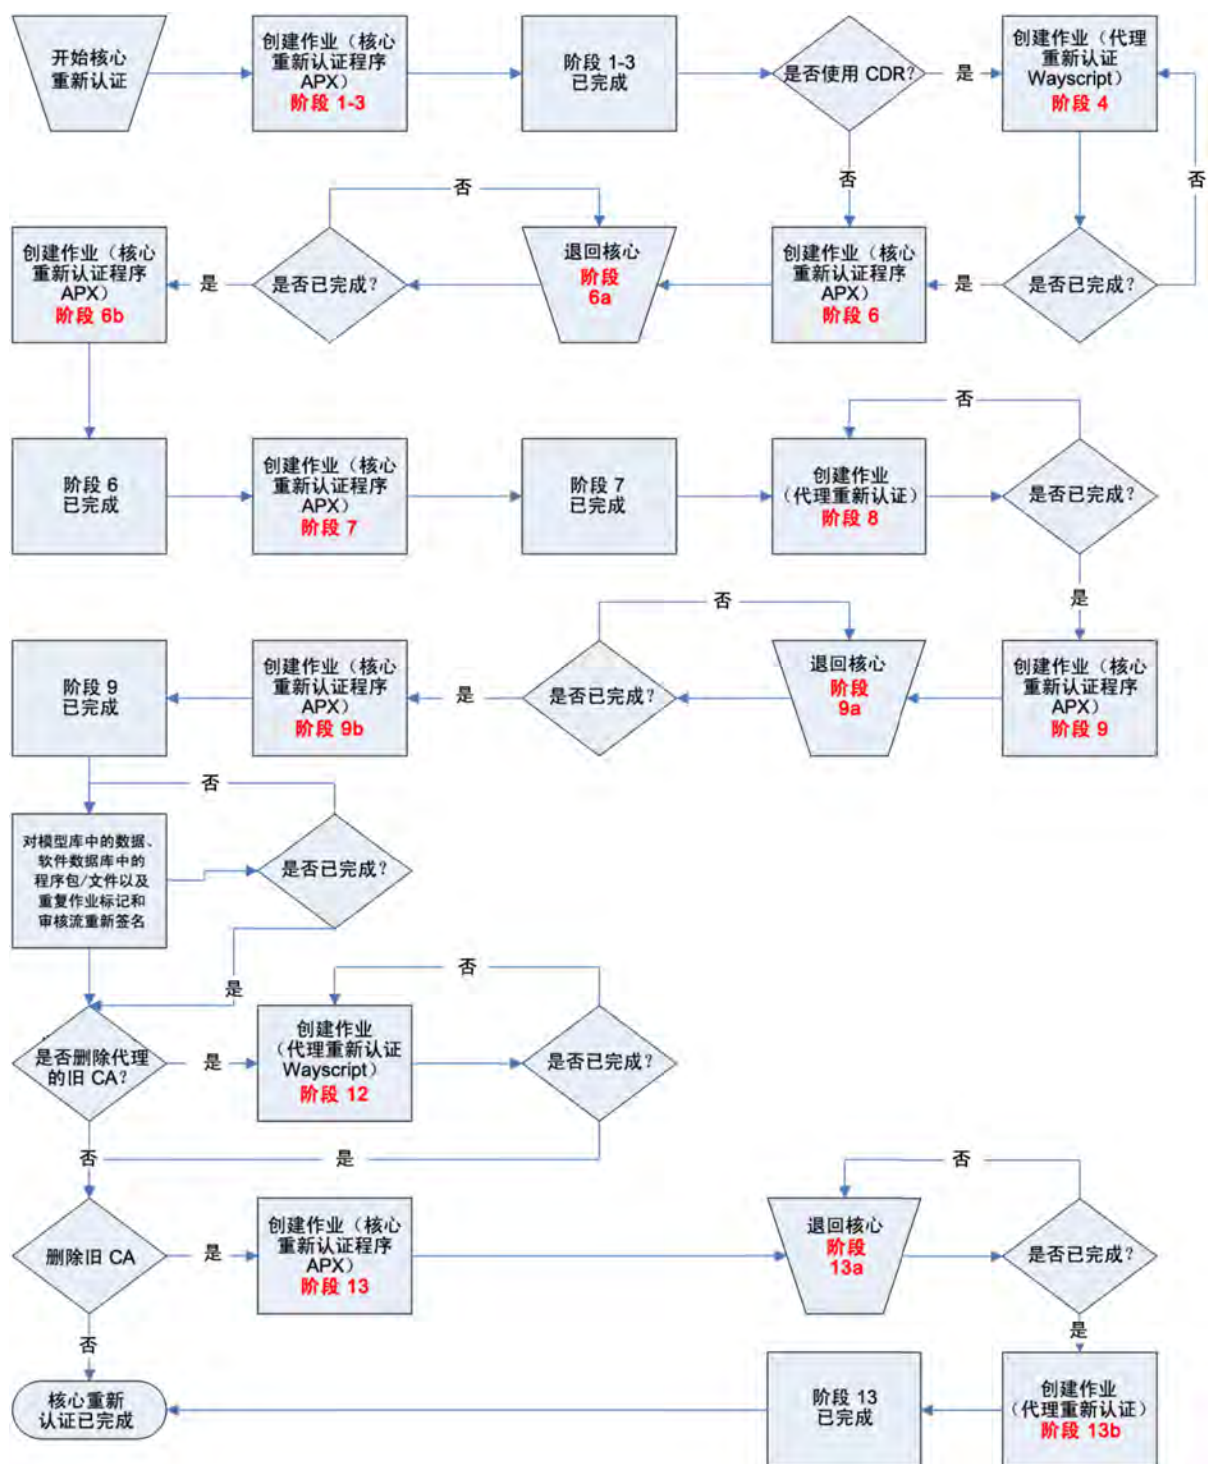 开始核心
重新认证
创建作业（核心
重新认证程序
APX）
阶段 1-3
阶段 1-3
已完成
是否使用 CDR？
是
创建作业（代理
重新认证
Wayscript）
阶段 4
否
否
否
创建作业（核心
重新认证程序
APX）
阶段 6b
是
是否已完成？
退回核心
阶段
6a
创建作业（核心
重新认证程序
APX）
阶段 6
是
是否已完成？
否
阶段 6
已完成
创建作业（核心
重新认证程序
APX）
阶段 7
阶段 7
已完成
创建作业
（代理重新认证）
阶段 8
是否已完成？
是
否
阶段 9
已完成
创建作业（核心
重新认证程序
APX）
阶段 9b
是
是否已完成？
退回核心
阶段
9a
创建作业（核心
重新认证程序
APX）
阶段 9
否
对模型库中的数据、
软件数据库中的
程序包/文件以及
重复作业标记和
审核流重新签名
是否已完成？
是
否
是否删除代理
的旧 CA？
是
创建作业
（代理重新认证
Wayscript）
阶段 12
是否已完成？
否
是
否
删除旧 CA
是
创建作业（核心
重新认证程序
APX）
阶段 13
退回核心
阶段
13a
是否已完成？
否
是
核心重新
认证已完成
阶段 13
已完成
创建作业
（代理重新认证）
阶段 13b